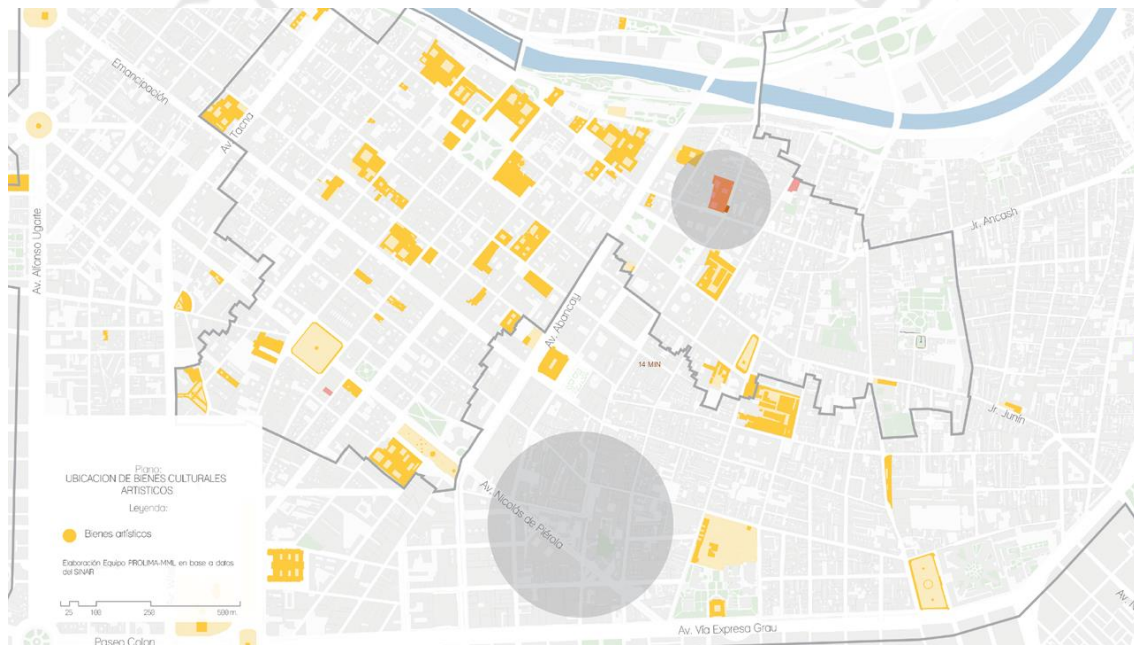 Emancipación
Av. Tacna
Av. Alfonso Ugarte
Jr. Ancash
Av. Abancay
14 MIN
Jr. Junín
Plano:
UBICACION DE BIENES CULTURALES
ARTISTICOS
Leyenda:
Bienes artísticos
Elaboración Equipo PROLIMA-MML en base a datos
del SINAR
25 100 250 500 m.
Av. Nicolás de Piérola
Av. Vía Expresa Grau
Paseo Colon